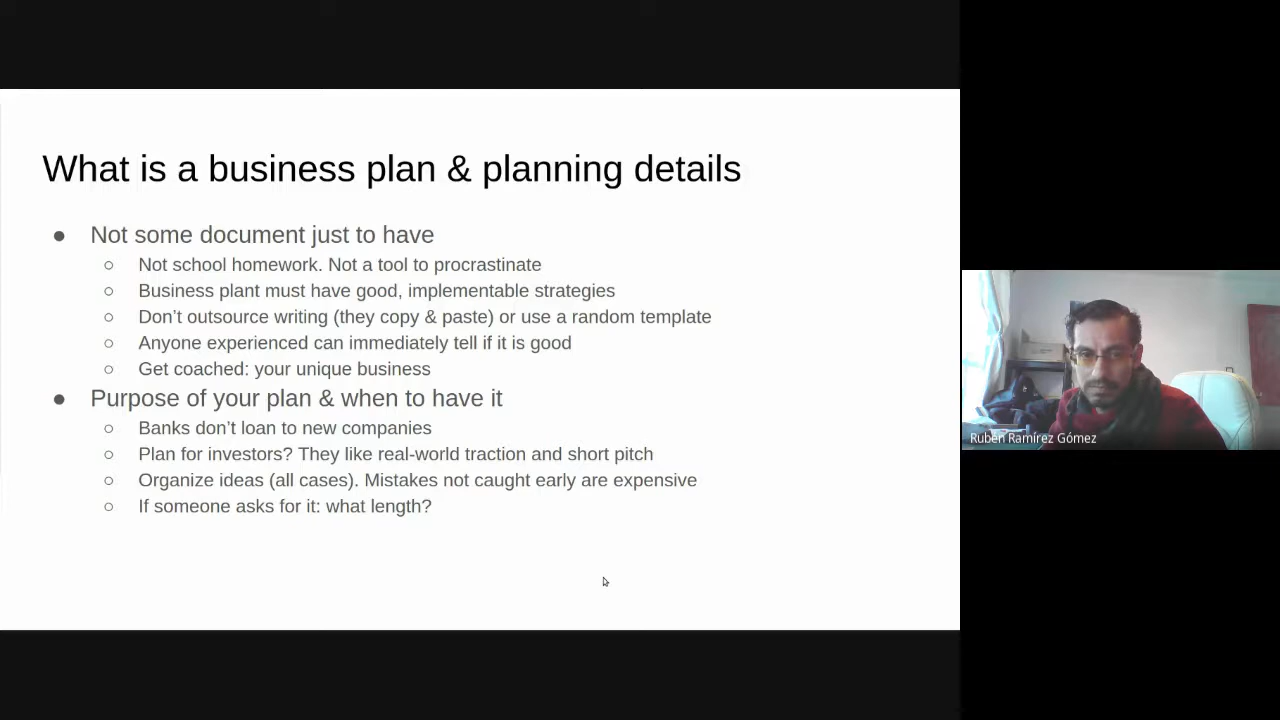 What is a business plan & planning details
● Not some document just to have
○ Not school homework. Not a tool to procrastinate
○ Business plant must have good, implementable strategies
○ Don’t outsource writing (they copy & paste) or use a random template
○ Anyone experienced can immediately tell if it is good
○ Get coached: your unique business
● Purpose of your plan & when to have it
○ Banks don’t loan to new companies
○ Plan for investors? They like real-world traction and short pitch
○ Organize ideas (all cases). Mistakes not caught early are expensive
○ If someone asks for it: what length?
Rubén Ramírez Gómez